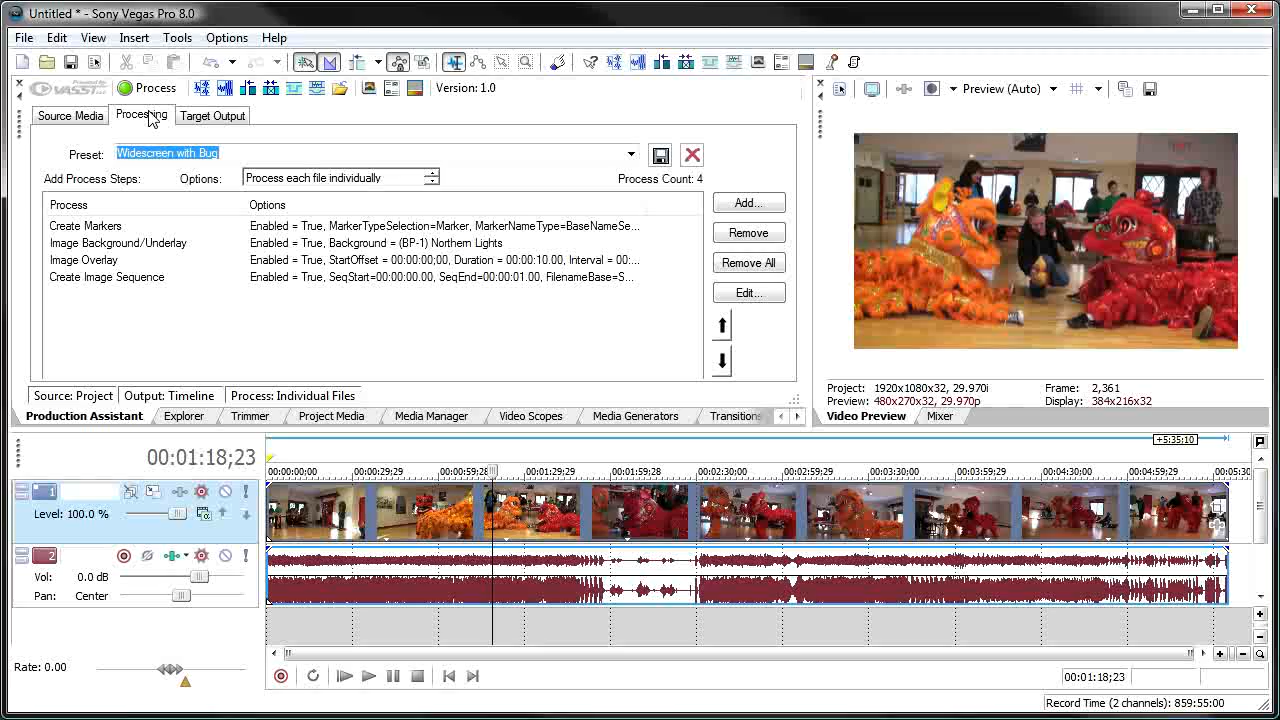 Untitled * - Sony Vegas Pro 8.0
File Edit View Insert Tools Options Help
Powered by VASST Process Version: 1.0 Preview (Auto)
Source Media Processing Target Output
Preset: Widescreen with Bug
Add Process Steps: Options: Process each file individually Process Count: 4
Process Options Add...
Create Markers Enabled = True, MarkerTypeSelection=Marker, MarkerNameType=BaseNameSe...
Image Background/Underlay Enabled = True, Background = (BP-1) Northern Lights Remove
Image Overlay Enabled = True, StartOffset = 00:00:00;00, Duration = 00:00:10.00, Interval = 00:... Remove All
Create Image Sequence Enabled = True, SeqStart=00:00:00.00, SeqEnd=00:00:01.00, FilenameBase=S...
Edit...
Source: Project Output: Timeline Process: Individual Files
Project: 1920x1080x32, 29.970i Frame: 2,361
Preview: 480x270x32, 29.970p Display: 384x216x32
Production Assistant Explorer Trimmer Project Media Media Manager Video Scopes Media Generators Transition Video Preview Mixer
+5:35;10
00:01:18;23
00:00:00;00 00:00:29;29 00:00:59;28 00:01:29;29 00:01:59;28 00:02:30;00 00:02:59;29 00:03:30;00 00:03:59;29 00:04:30;00 00:04:59;29 00:05:30
1
Level: 100.0 %
2
Vol: 0.0 dB
Pan: Center
Rate: 0.00
00:01:18;23
Record Time (2 channels): 859:55:00